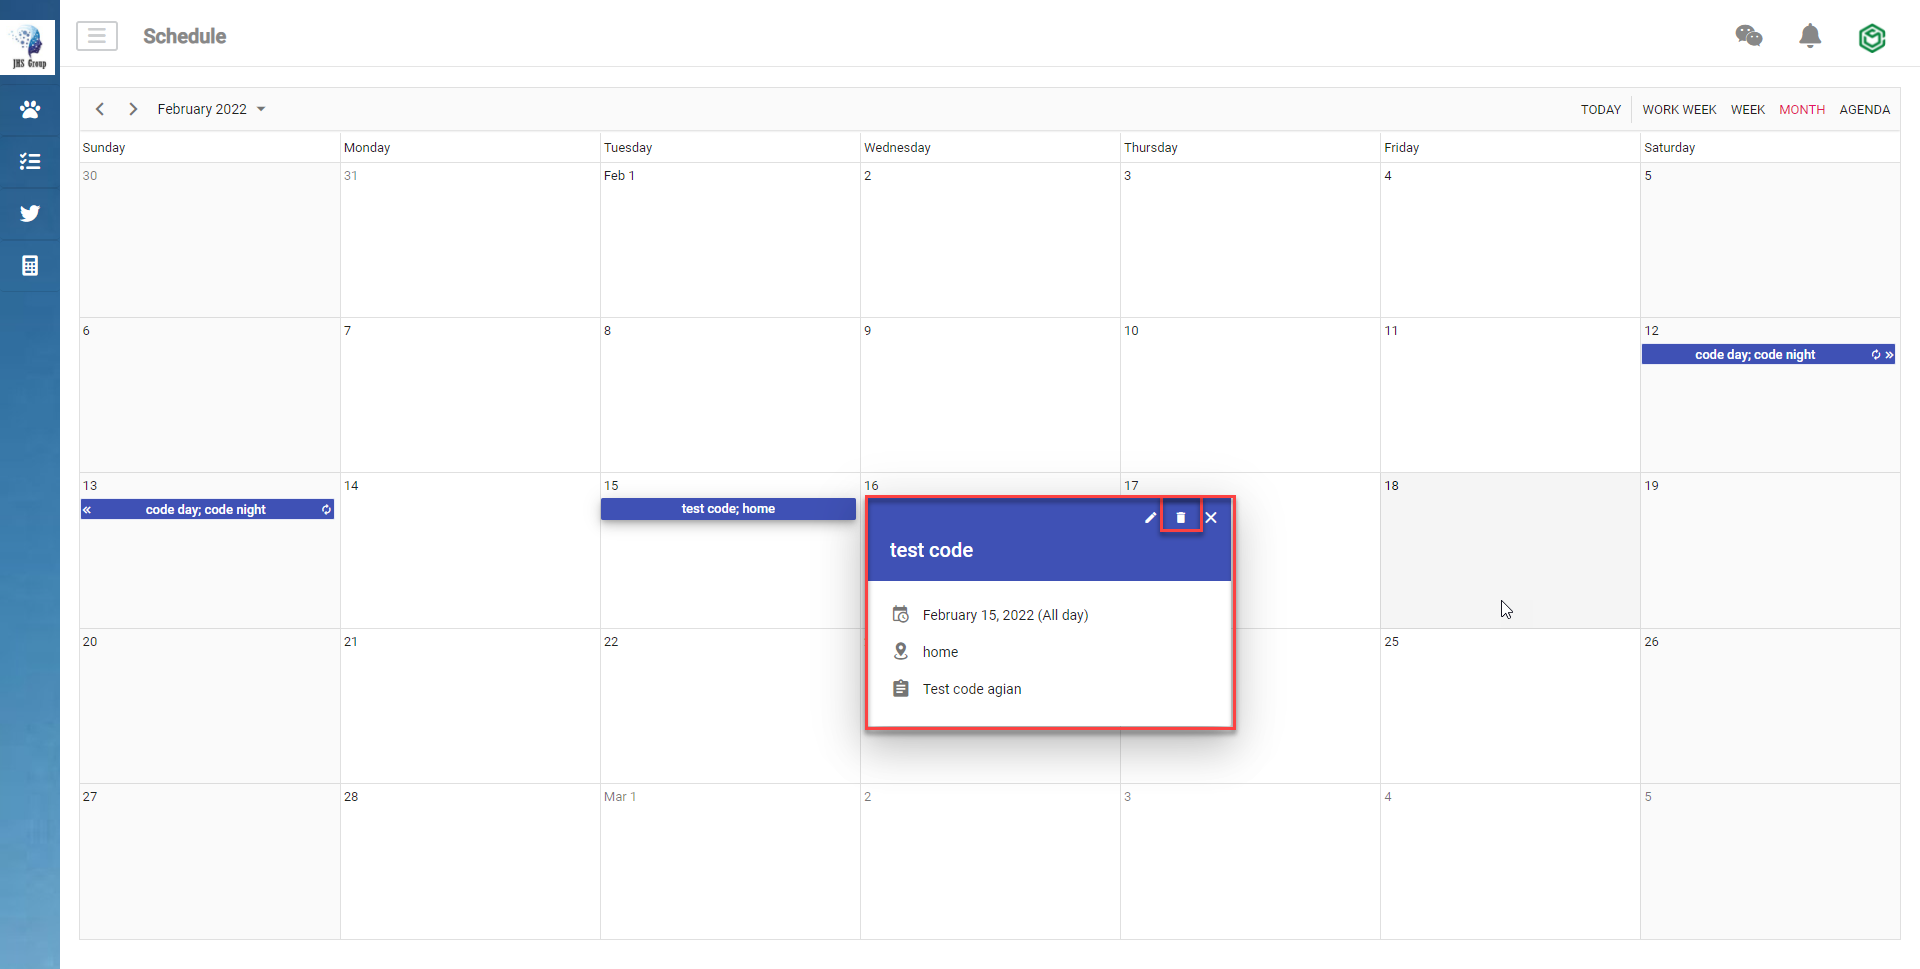 JHS Group
Schedule
February 2022
TODAY WORK WEEK WEEK MONTH AGENDA
Sunday Monday Tuesday Wednesday Thursday Friday Saturday
30 31 Feb 1 2 3 4 5
6 7 8 9 10 11 12
code day; code night
13 14 15 16 17 18 19
code day; code night
test code; home
test code
February 15, 2022 (All day)
home
Test code agian
20 21 22 25 26
27 28 Mar 1 2 3 4 5